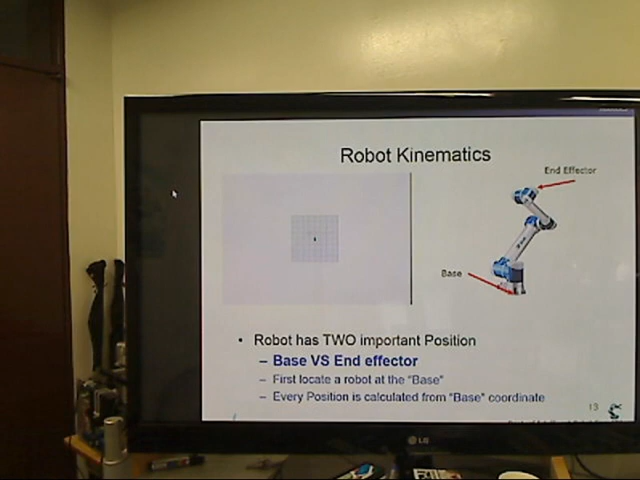 Robot Kinematics
End Effector
Base
• Robot has TWO important Position
– Base VS End effector
– First locate a robot at the "Base"
– Every Position is calculated from "Base" coordinate
13
LG